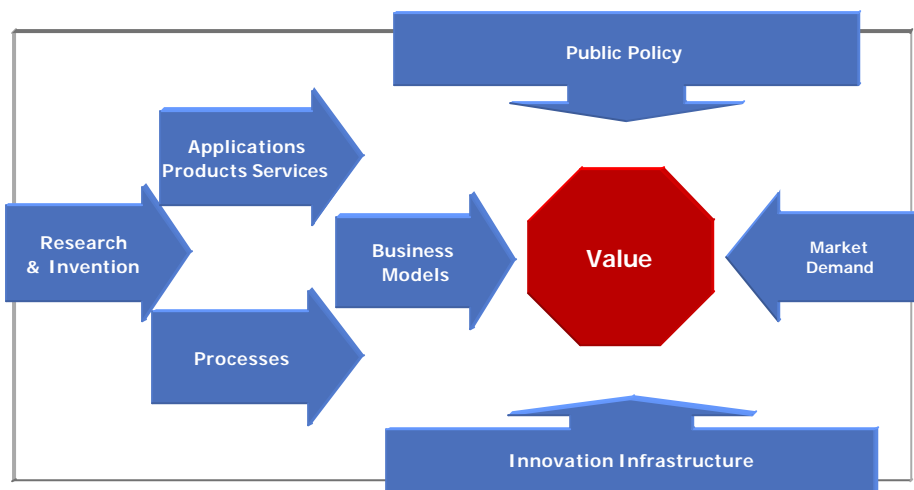 Public Policy
Applications
Products Services
Research
& Invention
Business
Models
Value
Market
Demand
Processes
Innovation Infrastructure